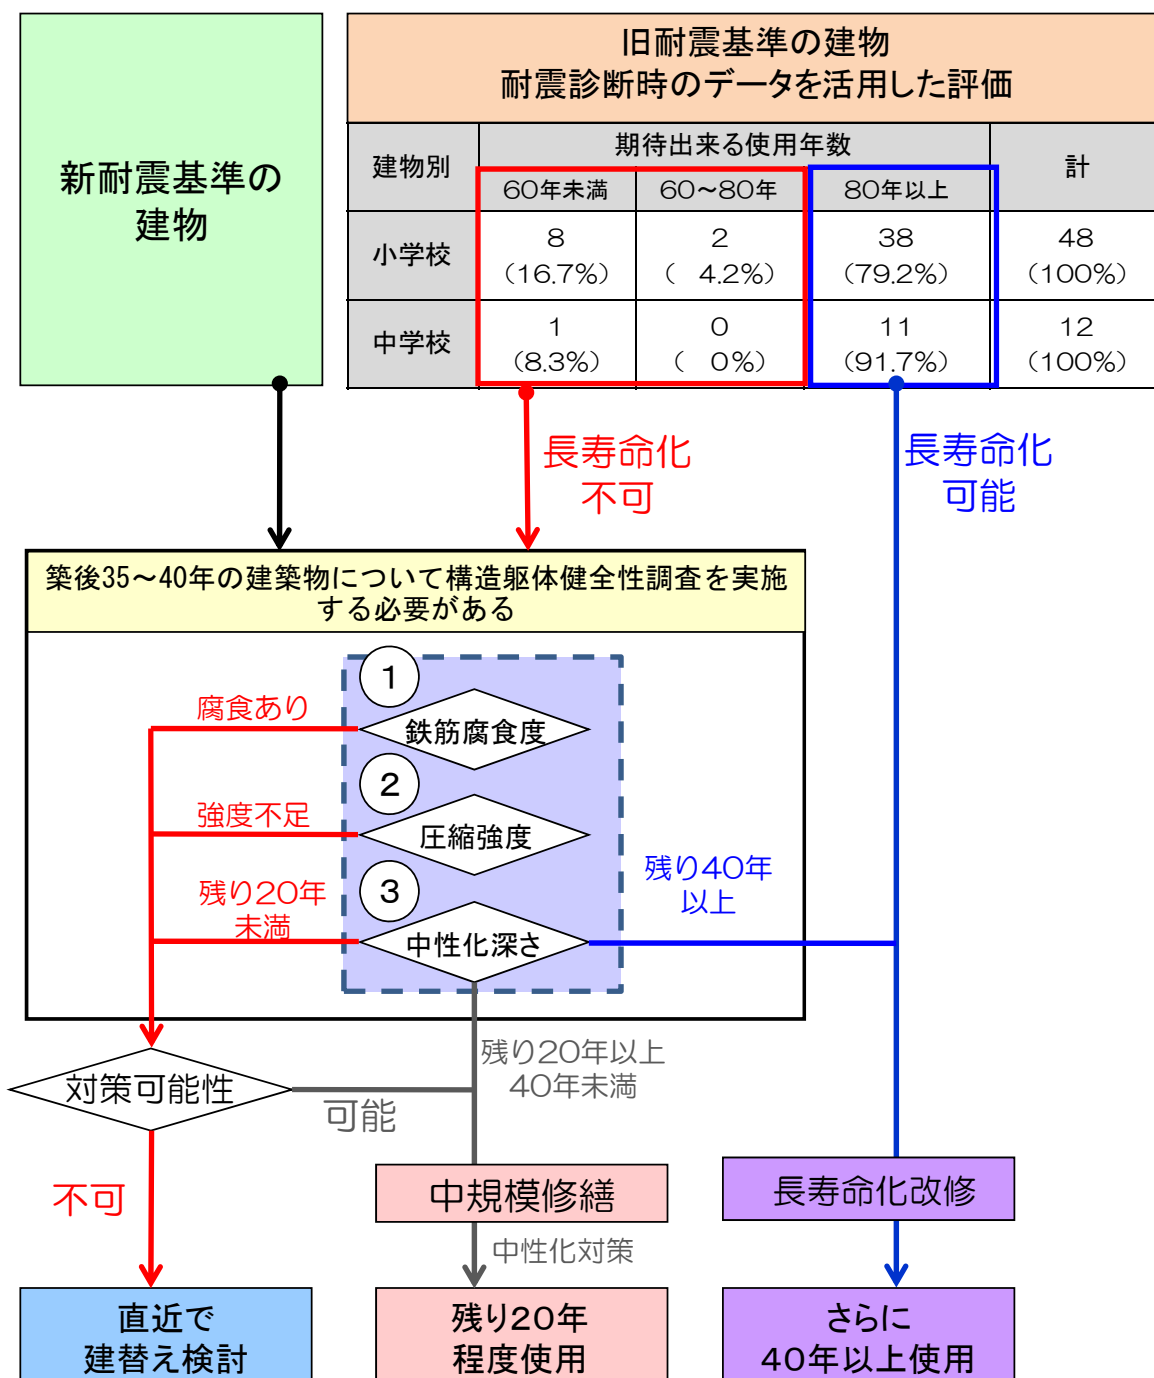 新耐震基準の
建物
旧耐震基準の建物
耐震診断時のデータを活用した評価
建物別
期待出来る使用年数
計
60年未満
60～80年
80年以上
小学校
8
2
38
48
（16.7%）
（　4.2%）
（79.2%）
（100%）
中学校
1
0
11
12
（8.3%）
（　0%）
（91.7%）
（100%）
長寿命化
不可
長寿命化
可能
築後35～40年の建築物について構造躯体健全性調査を実施
する必要がある
1
腐食あり
鉄筋腐食度
2
強度不足
圧縮強度
3
残り20年
未満
中性化深さ
残り40年
以上
残り20年以上
40年未満
対策可能性
可能
不可
中規模修繕
長寿命化改修
中性化対策
直近で
建替え検討
残り20年
程度使用
さらに
40年以上使用